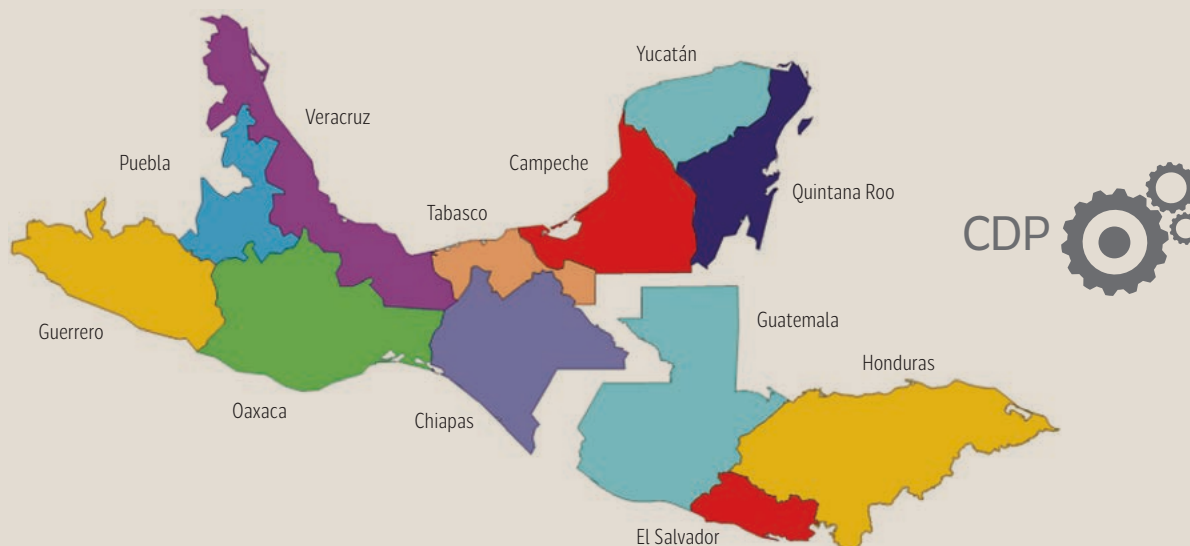 Yucatán
Veracruz
Puebla
Campeche
Quintana Roo
Tabasco
CDP
Guatemala
Guerrero
Honduras
Oaxaca
Chiapas
El Salvador